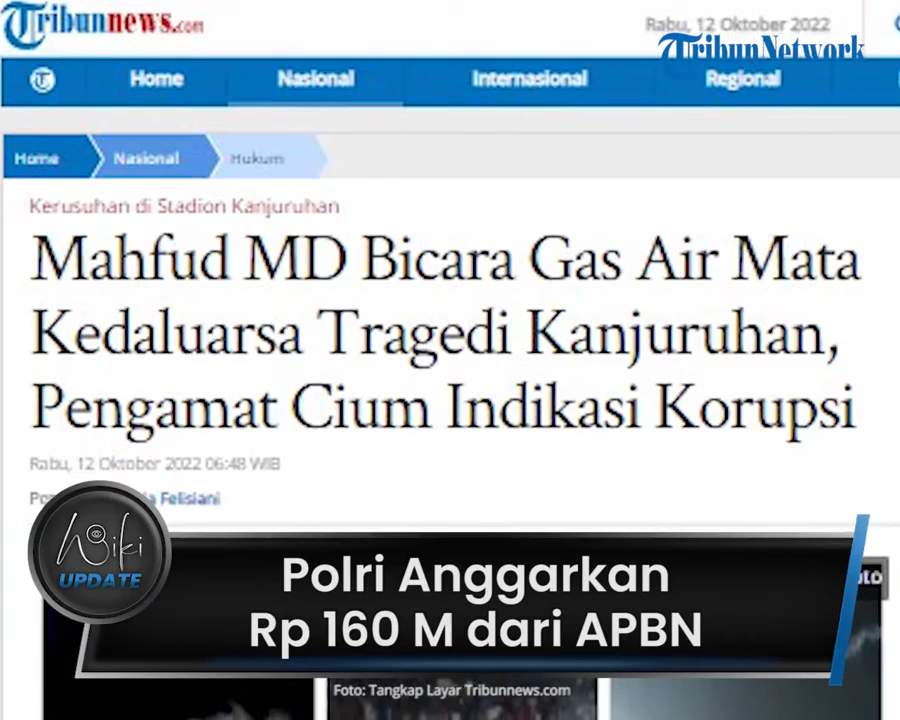 Tribunnews.com
Rabu, 12 Oktober 2022
TribunNetwork
Home Nasional Internasional Regional
Home Nasional Hukum
Kerusuhan di Stadion Kanjuruhan
Mahfud MD Bicara Gas Air Mata
Kedaluarsa Tragedi Kanjuruhan,
Pengamat Cium Indikasi Korupsi
Rabu, 12 Oktober 2022 06:48 WIB
Felisiani
Wiki
UPDATE
Polri Anggarkan
Rp 160 M dari APBN
Foto: Tangkap Layar Tribunnews.com